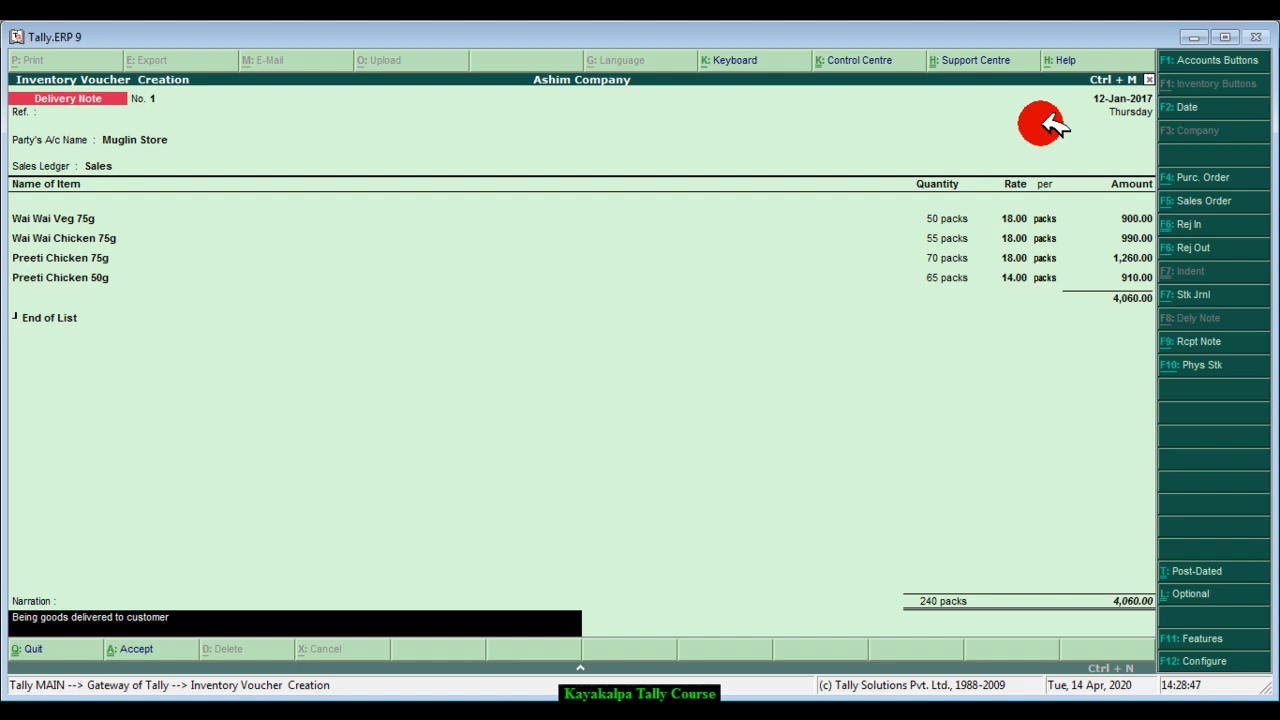 Tally.ERP 9
P: Print E: Export M: E-Mail O: Upload G: Language K: Keyboard K: Control Centre H: Support Centre H: Help
Inventory Voucher Creation Ashim Company Ctrl + M
Delivery Note No. 1 12-Jan-2017
Ref. : Thursday
Party's A/c Name : Muglin Store
Sales Ledger : Sales
Name of Item Quantity Rate per Amount
Wai Wai Veg 75g 50 packs 18.00 packs 900.00
Wai Wai Chicken 75g 55 packs 18.00 packs 990.00
Preeti Chicken 75g 70 packs 18.00 packs 1,260.00
Preeti Chicken 50g 65 packs 14.00 packs 910.00
4,060.00
End of List
Narration : 240 packs 4,060.00
Being goods delivered to customer
Q: Quit A: Accept D: Delete X: Cancel
Ctrl + N
F1: Accounts Buttons
F1: Inventory Buttons
F2: Date
F3: Company
F4: Purc. Order
F5: Sales Order
F6: Rej In
F6: Rej Out
F7: Indent
F7: Stk Jrnl
F8: Dely Note
F9: Rcpt Note
F10: Phys Stk
T: Post-Dated
L: Optional
F11: Features
F12: Configure
Tally MAIN --> Gateway of Tally --> Inventory Voucher Creation (c) Tally Solutions Pvt. Ltd., 1988-2009 Tue, 14 Apr, 2020 14:28:47
Kayakalpa Tally Course